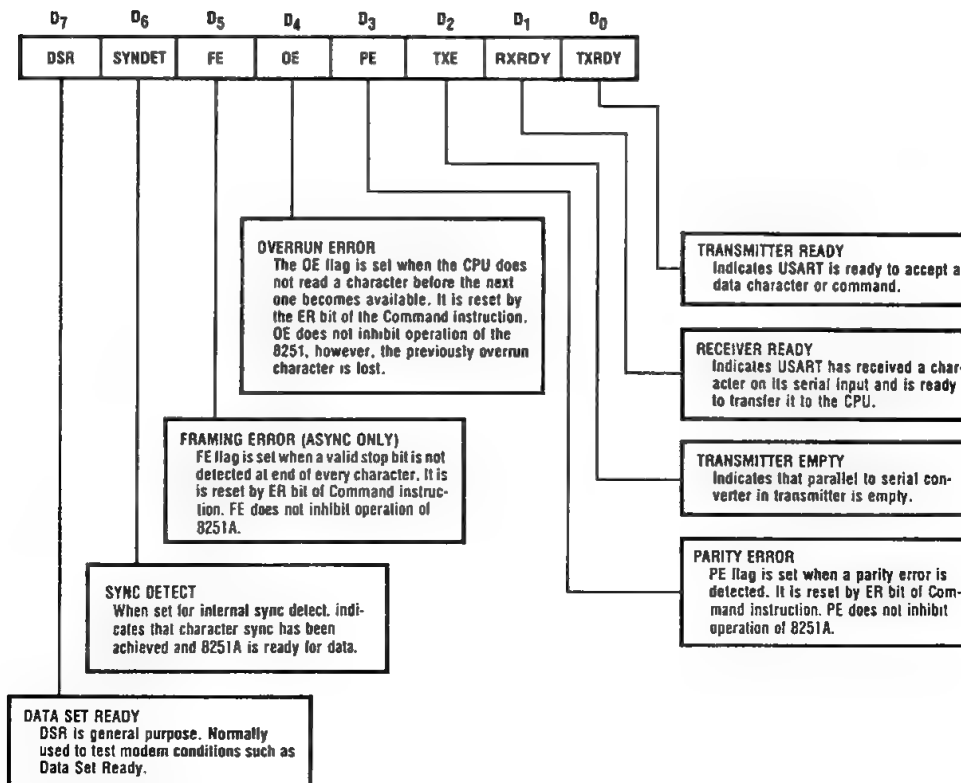 D7 D6 D5 D4 D3 D2 D1 D0
DSR SYNDET FE OE PE TXE RXRDY TXRDY
OVERRUN ERROR
The OE flag is set when the CPU does
not read a character before the next
one becomes available. It is reset by
the ER bit of the Command instruction.
OE does not inhibit operation of the
8251, however, the previously overrun
character is lost.
TRANSMITTER READY
Indicates USART is ready to accept a
data character or command.
RECEIVER READY
Indicates USART has received a char-
acter on its serial input and is ready
to transfer it to the CPU.
FRAMING ERROR (ASYNC ONLY)
FE flag is set when a valid stop bit is not
detected at end of every character. It is
is reset by ER bit of Command instruc-
tion. FE does not inhibit operation of
8251A.
TRANSMITTER EMPTY
Indicates that parallel to serial con-
verter in transmitter is empty.
PARITY ERROR
PE flag is set when a parity error is
detected. It is reset by ER bit of Com-
mand instruction. PE does not inhibit
operation of 8251A.
SYNC DETECT
When set for internal sync detect, indi-
cates that character sync has been
achieved and 8251A is ready for data.
DATA SET READY
DSR is general purpose. Normally
used to test modem conditions such as
Data Set Ready.